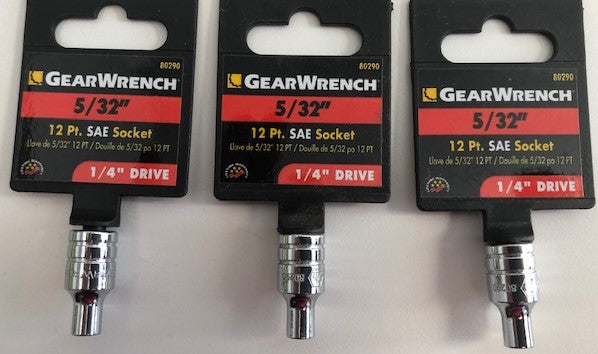 80290
GEARWRENCH
5/32"
12 Pt. SAE Socket
Llave de 5/32" 12 PT / Douille de 5/32 po 12 PT
1/4" DRIVE
80290
GEARWRENCH
5/32"
12 Pt. SAE Socket
Llave de 5/32" 12 PT / Douille de 5/32 po 12 PT
1/4" DRIVE
80290
GEARWRENCH
5/32"
12 Pt. SAE Socket
Llave de 5/32" 12 PT / Douille de 5/32 po 12 PT
1/4" DRIVE